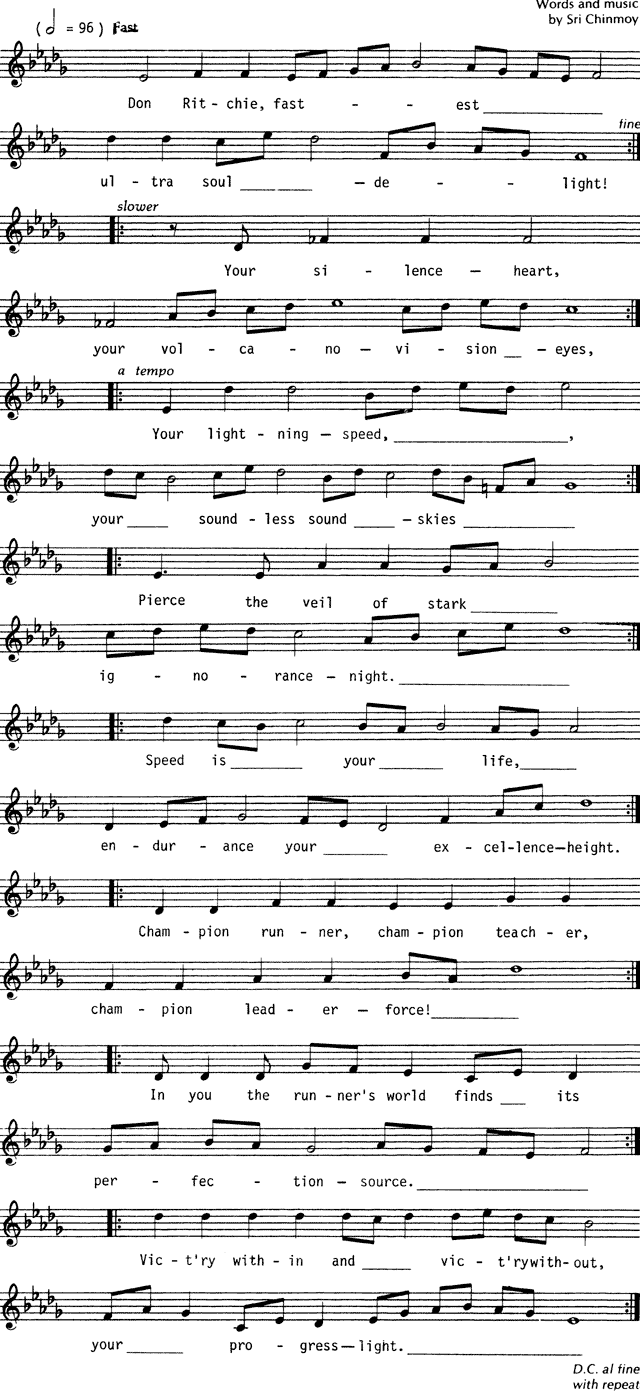 Words and music
by Sri Chinmoy
( = 96 ) Fast
Don Rit - chie, fast - - est
fine
ul - tra soul — de - - light!
slower
Your si - lence — heart,
your vol - ca - no — vi - sion — eyes,
a tempo
Your light - ning — speed, ,
your sound - less sound — skies
Pierce the veil of stark
ig - no - rance — night.
Speed is your life,
en - dur - ance your ex - cel-lence—height.
Cham - pion run - ner, cham - pion teach - er,
cham - pion lead - er — force!
In you the run - ner's world finds its
per - fec - tion — source.
Vic - t'ry with - in and vic - t'rywith-out,
your pro - gress — light.
D.C. al fine
with repeat